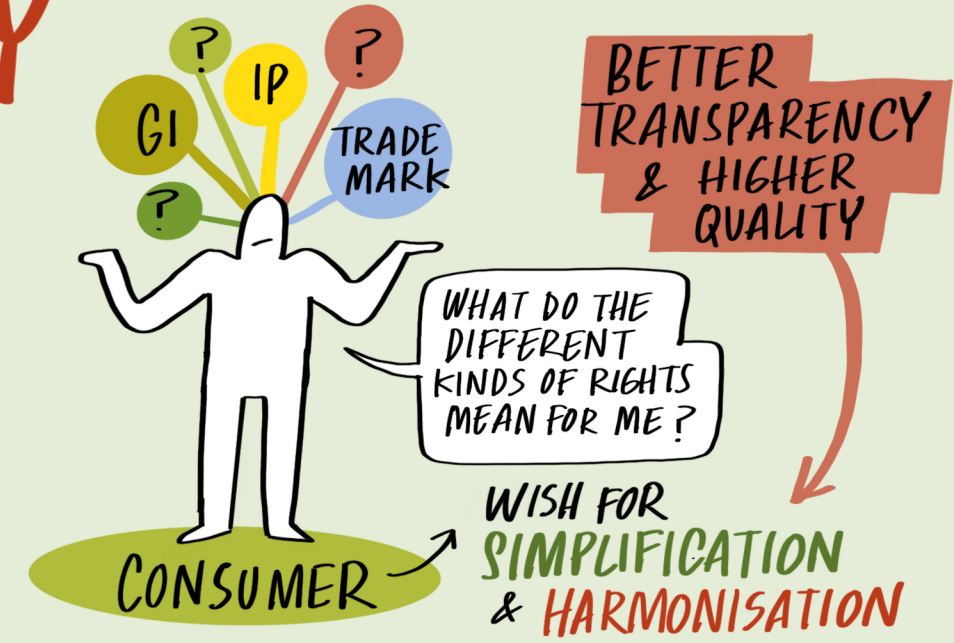 ?
IP
?
GI
TRADE
MARK
?
BETTER
TRANSPARENCY
& HIGHER
QUALITY
WHAT DO THE
DIFFERENT
KINDS OF RIGHTS
MEAN FOR ME?
CONSUMER
WISH FOR
SIMPLIFICATION
& HARMONISATION